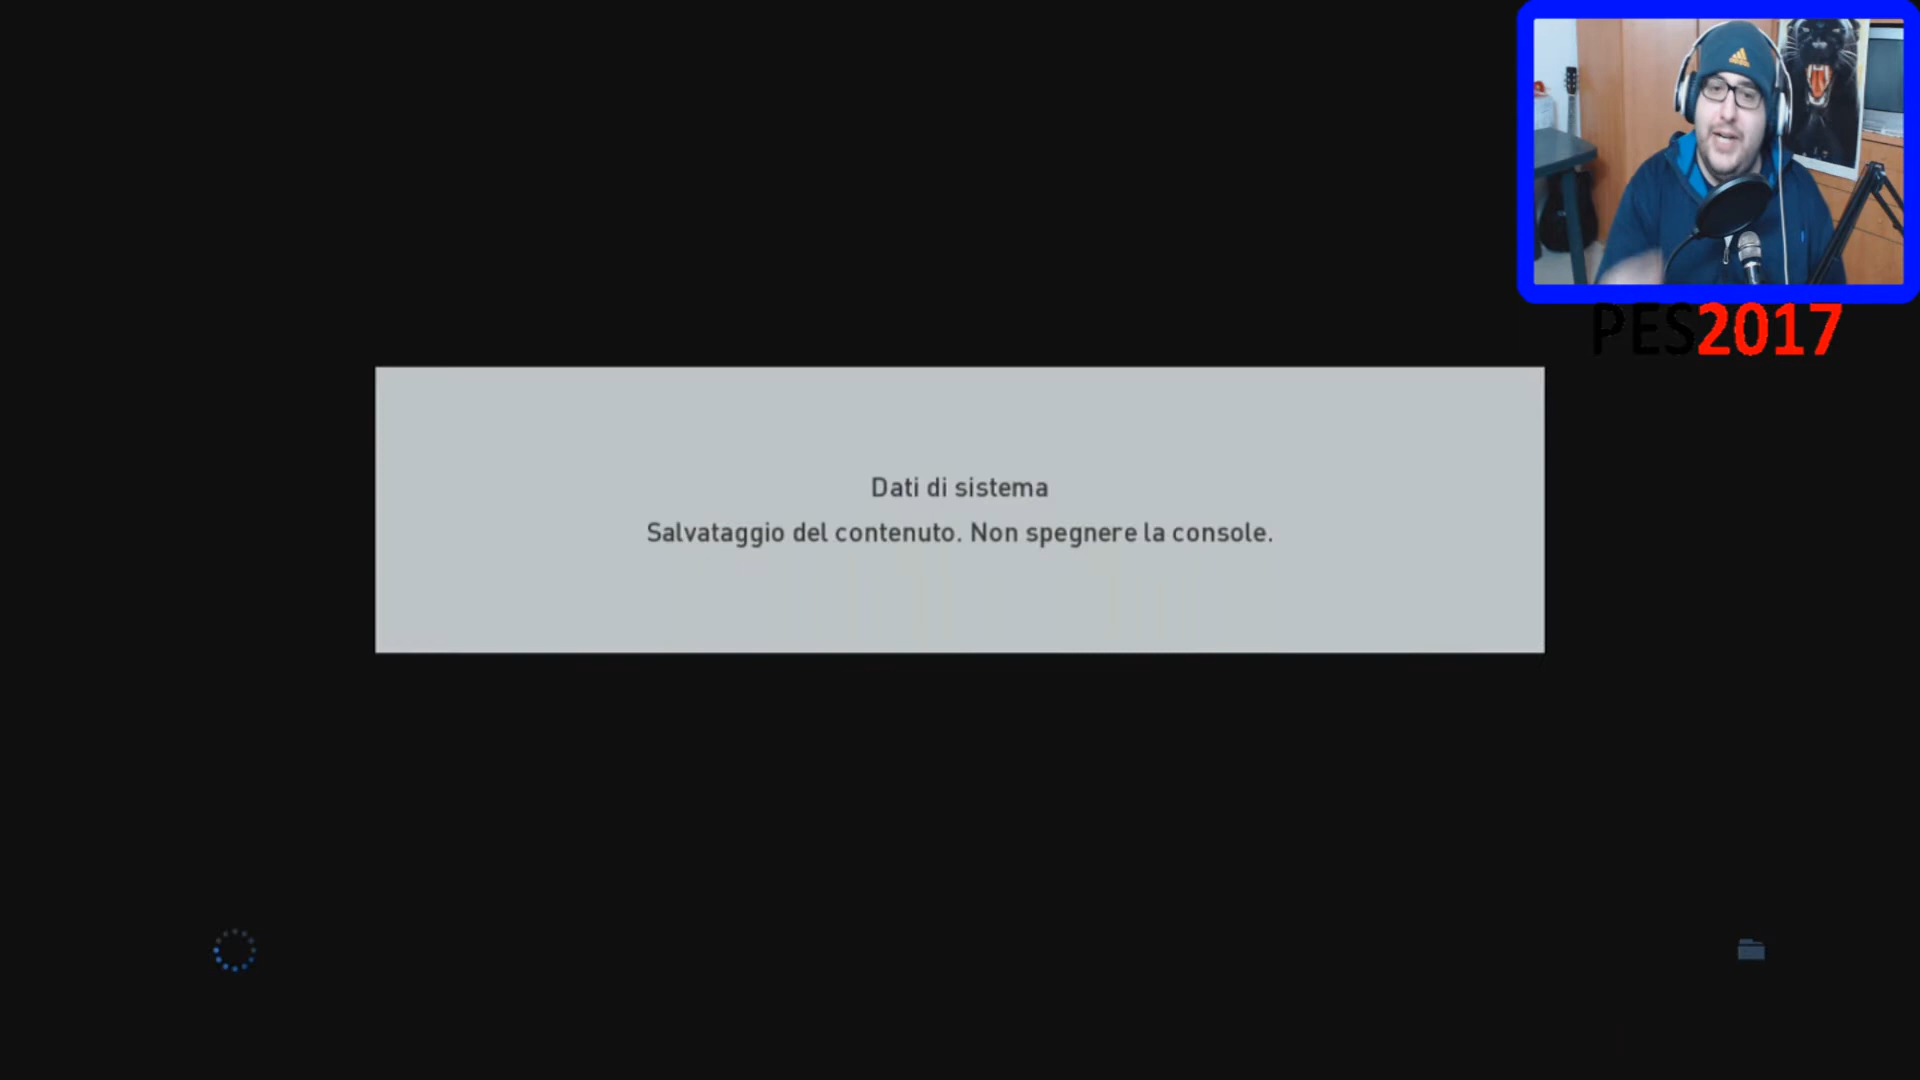 PES2017
Dati di sistema
Salvataggio del contenuto. Non spegnere la console.